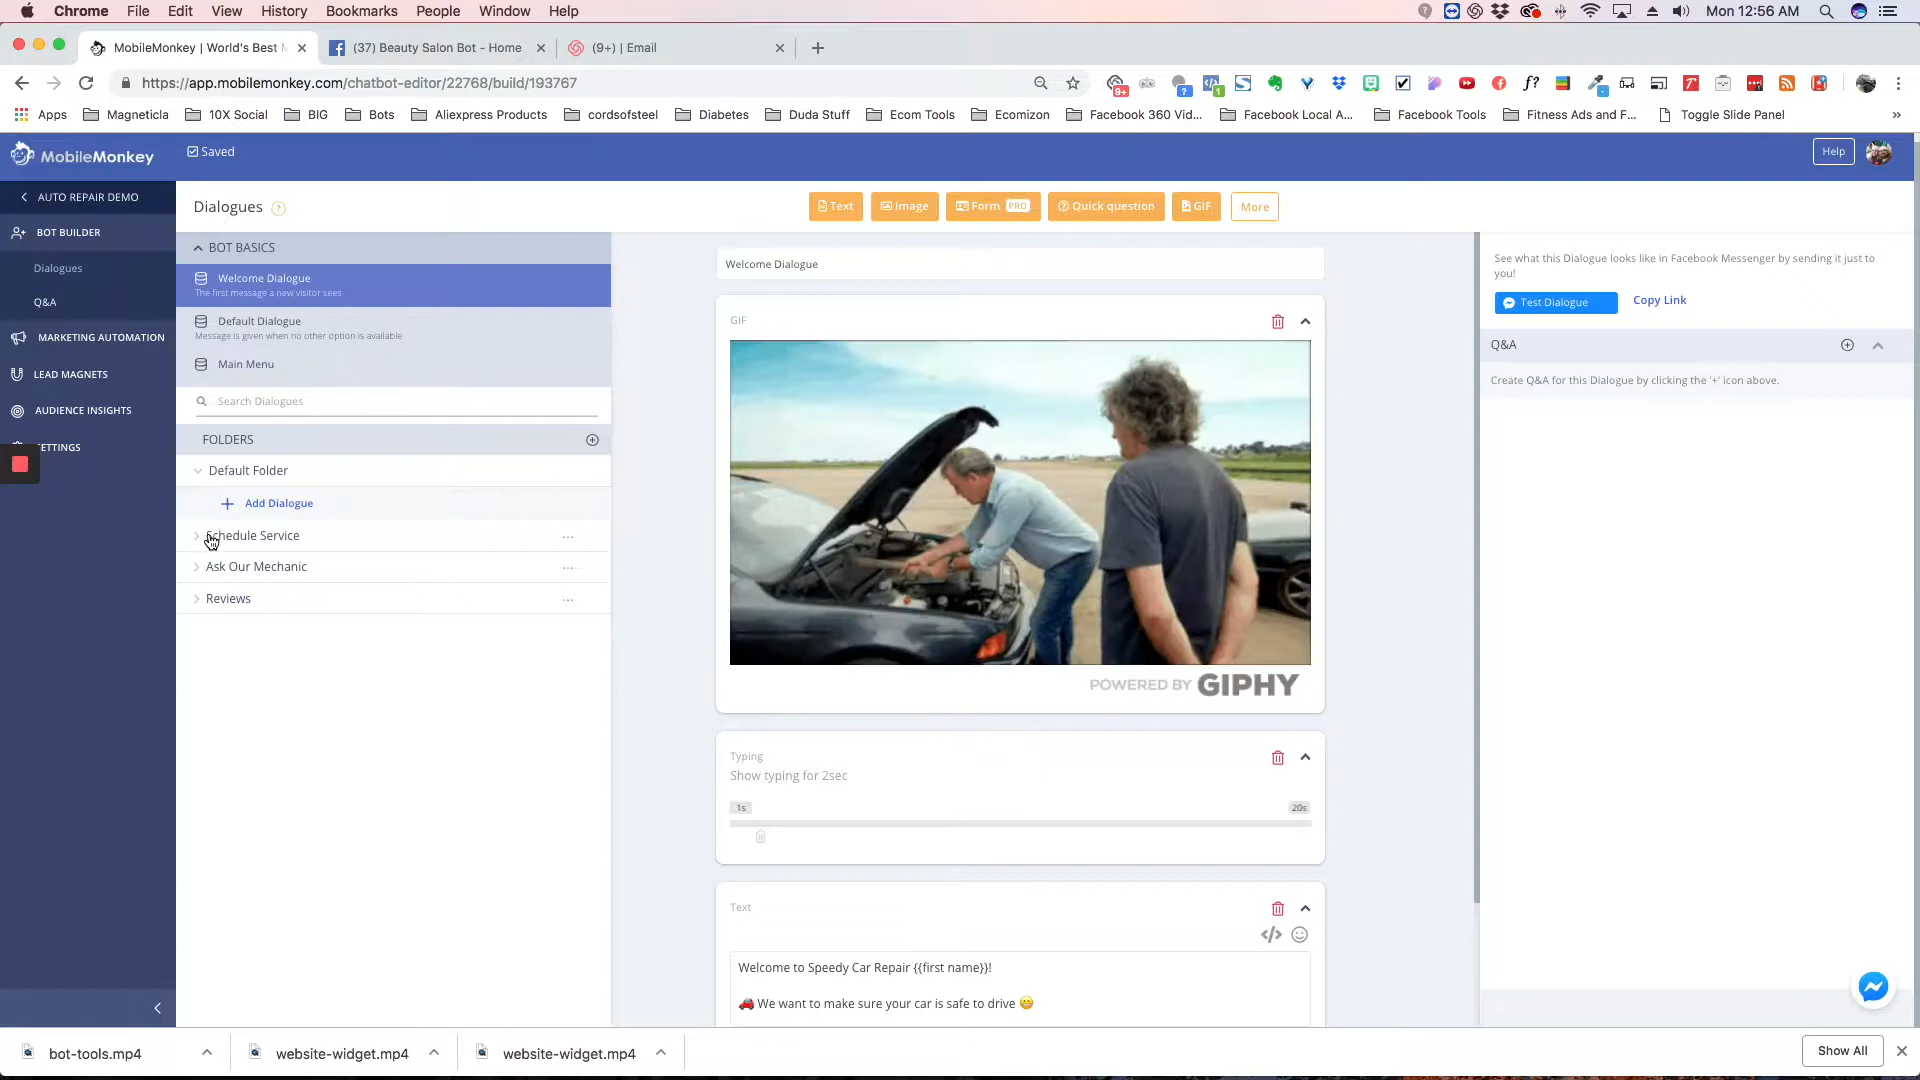 Chrome File Edit View History Bookmarks People Window Help Mon 12:56 AM
MobileMonkey | World's Best M (37) Beauty Salon Bot - Home (9+) | Email
https://app.mobilemonkey.com/chatbot-editor/22768/build/193767
Apps Magneticla 10X Social BIG Bots Aliexpress Products cordsofsteel Diabetes Duda Stuff Ecom Tools Ecomizon Facebook 360 Vid... Facebook Local A... Facebook Tools Fitness Ads and F... Toggle Slide Panel »
MobileMonkey Saved Help
AUTO REPAIR DEMO
Dialogues ? Text Image Form PRO Quick question GIF More
BOT BUILDER
Dialogues
Q&A
MARKETING AUTOMATION
LEAD MAGNETS
AUDIENCE INSIGHTS
ETTINGS
BOT BASICS
Welcome Dialogue
The first message a new visitor sees
Default Dialogue
Message is given when no other option is available
Main Menu
Search Dialogues
FOLDERS
Default Folder
Add Dialogue
Schedule Service ...
Ask Our Mechanic ...
Reviews ...
Welcome Dialogue
GIF
POWERED BY GIPHY
Typing
Show typing for 2sec
1s 20s
Text
Welcome to Speedy Car Repair {{first name}}!
🚗 We want to make sure your car is safe to drive 😀
See what this Dialogue looks like in Facebook Messenger by sending it just to
you!
Test Dialogue Copy Link
Q&A
Create Q&A for this Dialogue by clicking the '+' icon above.
bot-tools.mp4 website-widget.mp4 website-widget.mp4 Show All